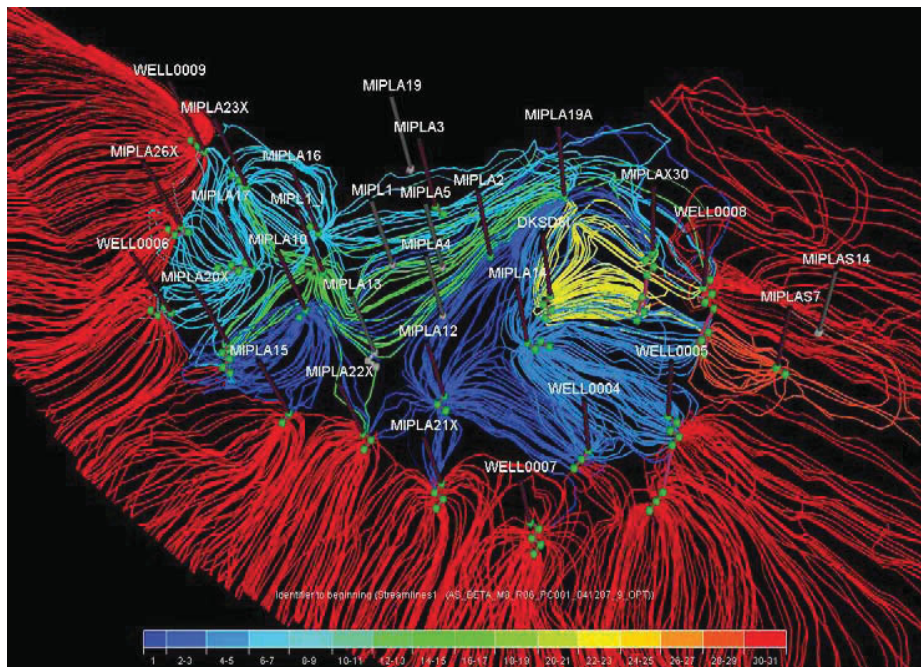 WELL0009
MIPLA23X
MIPLA26X
MIPLA16
MIPLA17
MIPL1
MIPLA10
WELL0006
MIPLA20X
MIPLA15
MIPLA19
MIPLA3
MIPL1
MIPLA5
MIPLA2
MIPLA4
MIPLA13
MIPLA12
MIPLA22X
MIPLA21X
MIPLA19A
MIPLAX30
WELL0008
MIPLA14
MIPLAS14
MIPLAS7
WELL0005
WELL0004
WELL0007
Identifier to beginning (Streamlines1
1 2-3 4-5 6-7 8-9 10-11 12-13 14-15 16-17 18-19 20-21 22-23 24-25 26-27 28-29 30-31